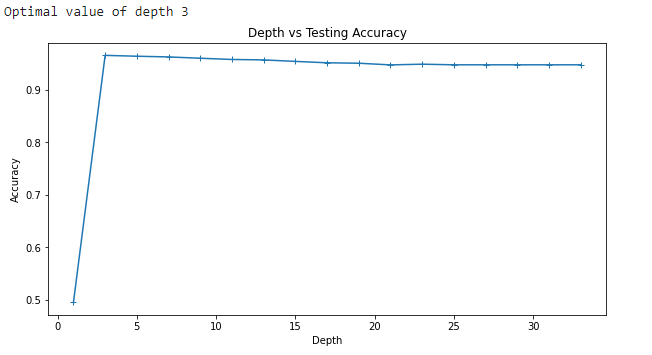 Optimal value of depth 3
Depth vs Testing Accuracy
Accuracy
0.9
0.8
0.7
0.6
0.5
0 5 10 15 20 25 30
Depth